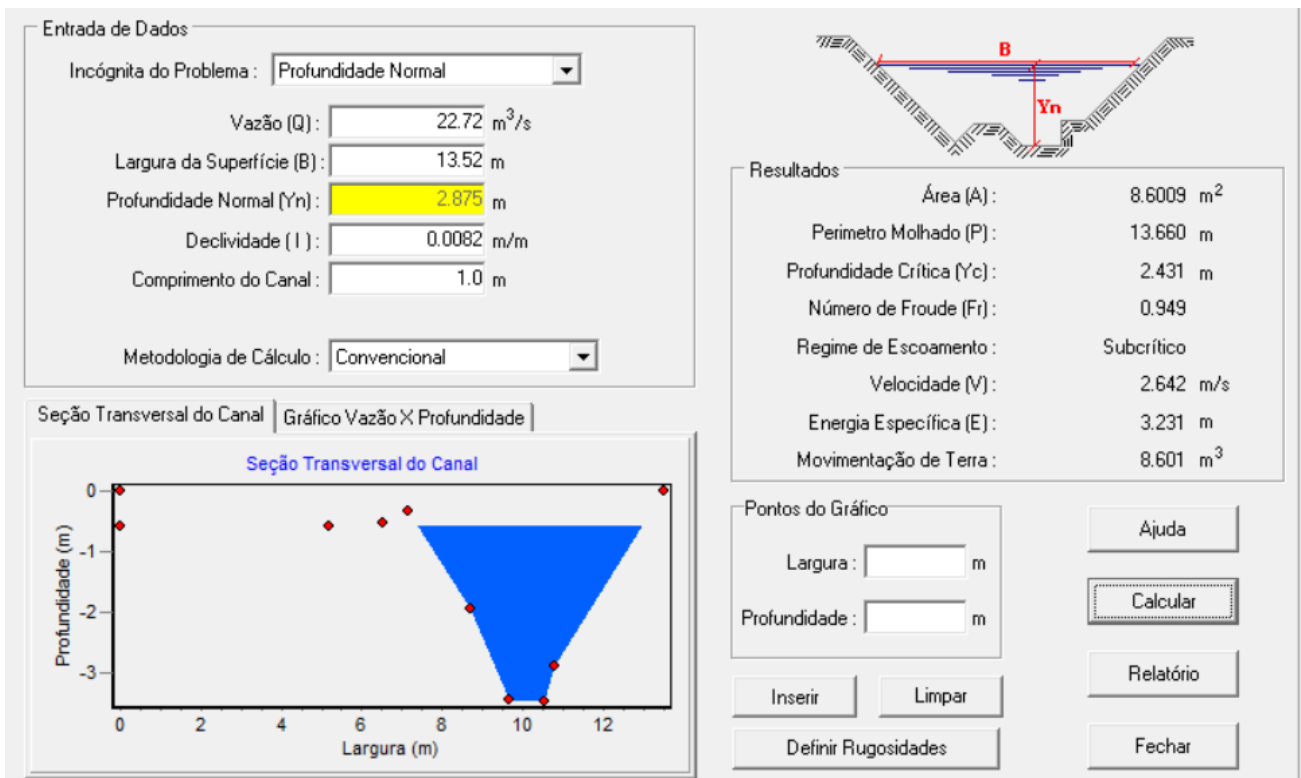 Entrada de Dados
Incógnita do Problema : Profundidade Normal
Vazão (Q) : 22.72 m³/s
Largura da Superfície (B) : 13.52 m
Profundidade Normal (Yn) : 2.875 m
Declividade ( I ) : 0.0082 m/m
Comprimento do Canal : 1.0 m
Metodologia de Cálculo : Convencional
Seção Transversal do Canal
Gráfico Vazão X Profundidade
Seção Transversal do Canal
Profundidade (m)
0
-1
-2
-3
0 2 4 6 8 10 12
Largura (m)
B
Yn
Resultados
Área (A) : 8.6009 m²
Perimetro Molhado (P) : 13.660 m
Profundidade Crítica (Yc) : 2.431 m
Número de Froude (Fr) : 0.949
Regime de Escoamento : Subcrítico
Velocidade (V) : 2.642 m/s
Energia Específica (E) : 3.231 m
Movimentação de Terra : 8.601 m³
Pontos do Gráfico
Largura : m
Profundidade : m
Inserir
Limpar
Definir Rugosidades
Ajuda
Calcular
Relatório
Fechar